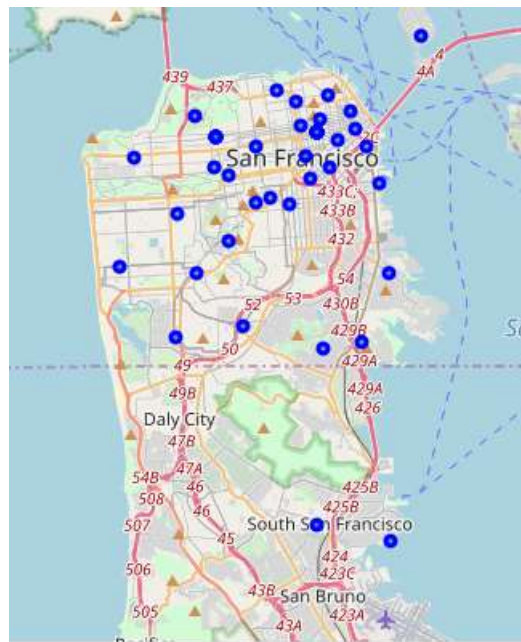 4
4A
439
437
2C
San Francisco
433C;
433B
432
54
52
53
430B
429B
50
429A
49
429A
49B
426
Daly City
47B
47A
54B
46
425B
508
46
425B
507
South San Francisco
45
424
506
423C
43B
San Bruno
505
423A
43A